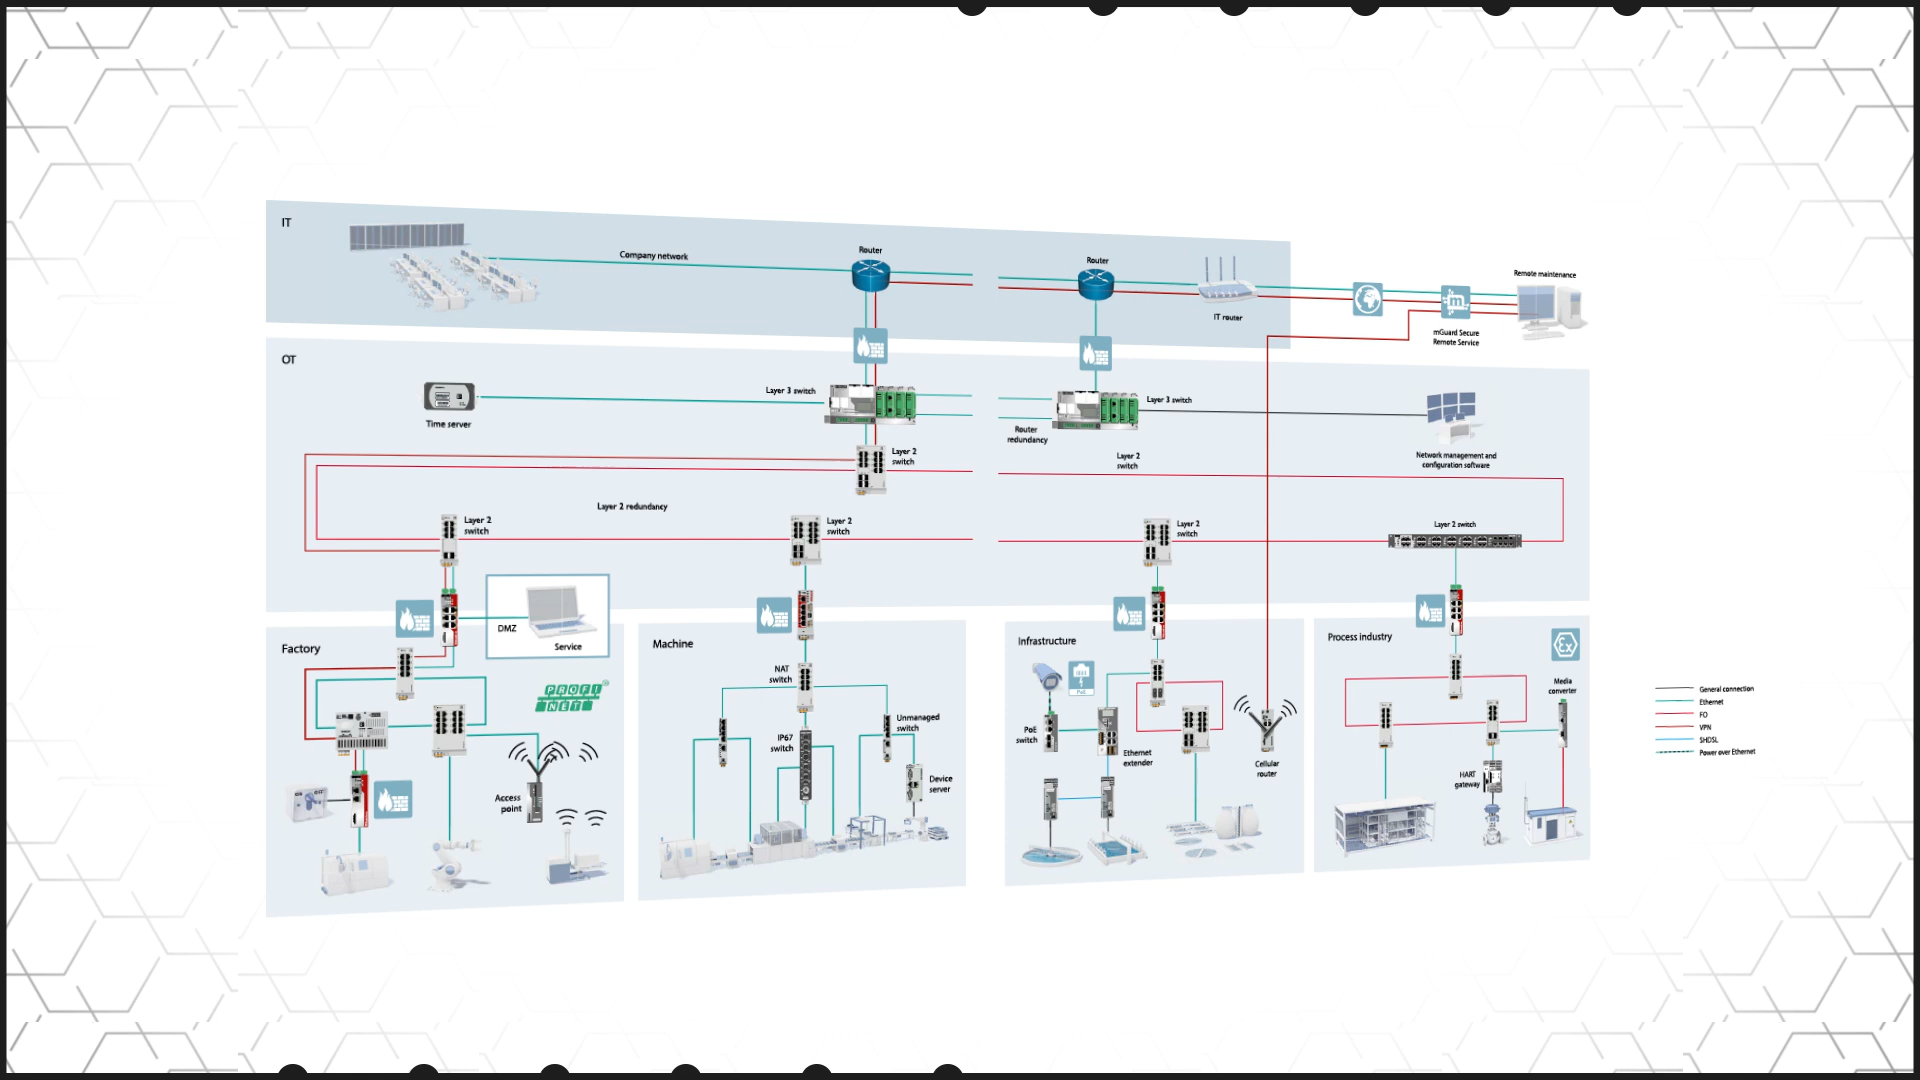 IT
Company network
Router
Router
IT router
Remote maintenance
mGuard Secure
Remote Service
OT
Time server
Layer 3 switch
Layer 3 switch
Router
redundancy
Network management and
configuration software
Layer 2
switch
Layer 2
switch
Layer 2 redundancy
Layer 2
switch
Layer 2
switch
Layer 2
switch
Layer 2 switch
DMZ
Service
Factory
PROFI
NET
Access
point
Machine
NAT
switch
IP67
switch
Unmanaged
switch
Device
server
Infrastructure
PoE
PoE
switch
Ethernet
extender
Cellular
router
Process industry
Ex
Media
converter
HART
gateway
General connection
Ethernet
FO
VPN
SHDSL
Power over Ethernet